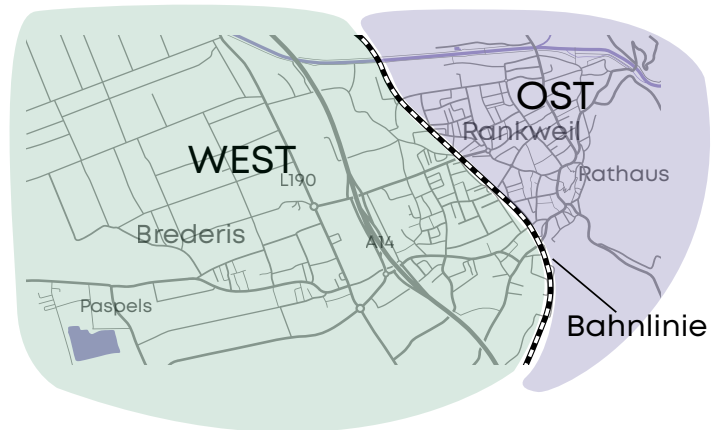 OST
Rankweil
WEST
L190
Rathaus
Brederis
A14
Paspels
Bahnlinie